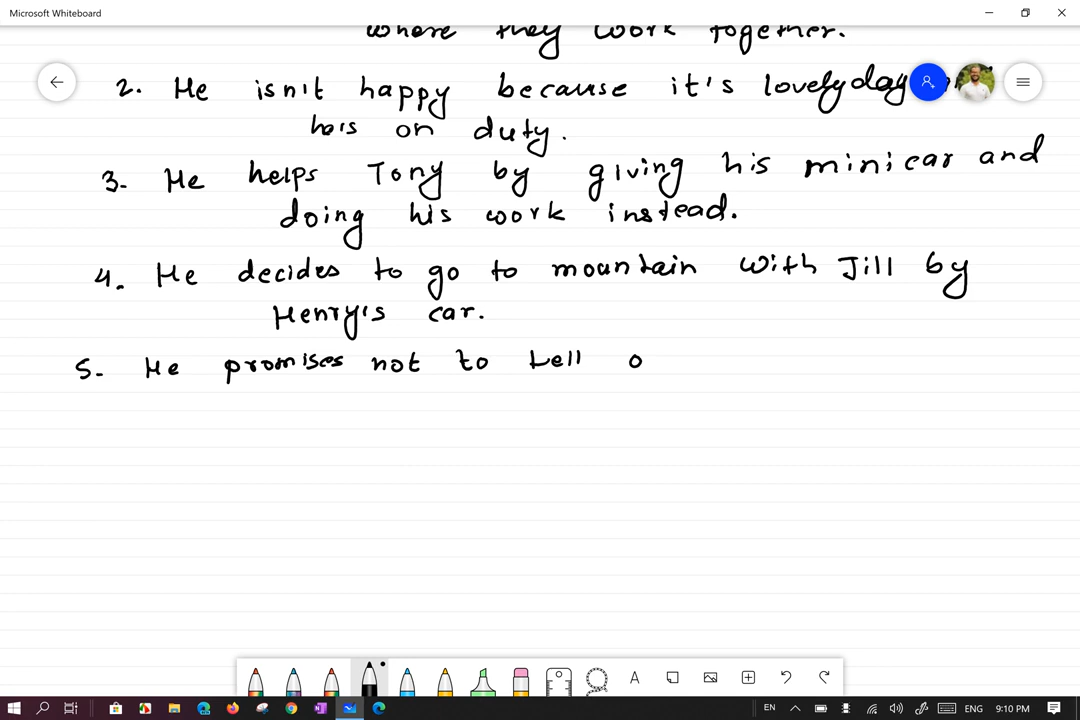 Microsoft Whiteboard
where they work together.
2. He isn't happy because it's lovely day
on duty.
3. He helps Tony by giving his minicar and
doing his work instead.
4. He decides to go to mountain with Jill by
Henry's car.
5. He promises not to tell o
A
EN ENG 9:10 PM